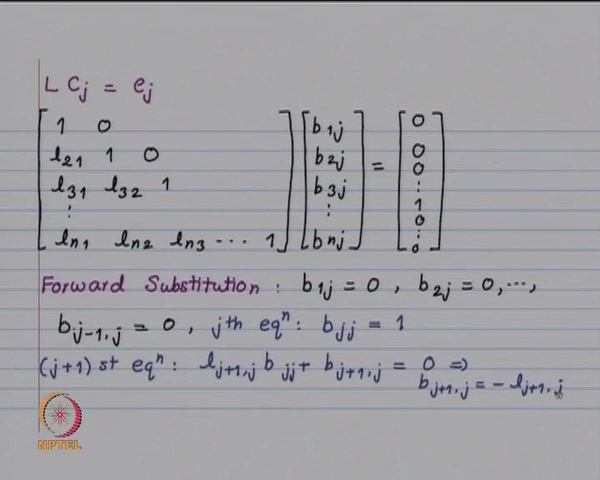 L Cj = ej
[ 1 0 ] [ b1j ] = [ 0 ]
[ l21 1 0 ] [ b2j ] [ 0 ]
[ l31 l32 1 ] [ b3j ] [ 0 ]
[ ⋮ ] [ ⋮ ] [ ⋮ 1 0 ⋮ ]
[ ln1 ln2 ln3 ... 1 ] [ bnj ] [ 0 ]
Forward Substitution : b1j = 0 , b2j = 0, ...,
bj-1,j = 0 , jth eqn : bjj = 1
(j+1) st eqn : lj+1,j bjj + bj+1,j = 0 ⇒
bj+1,j = - lj+1,j
NPTEL